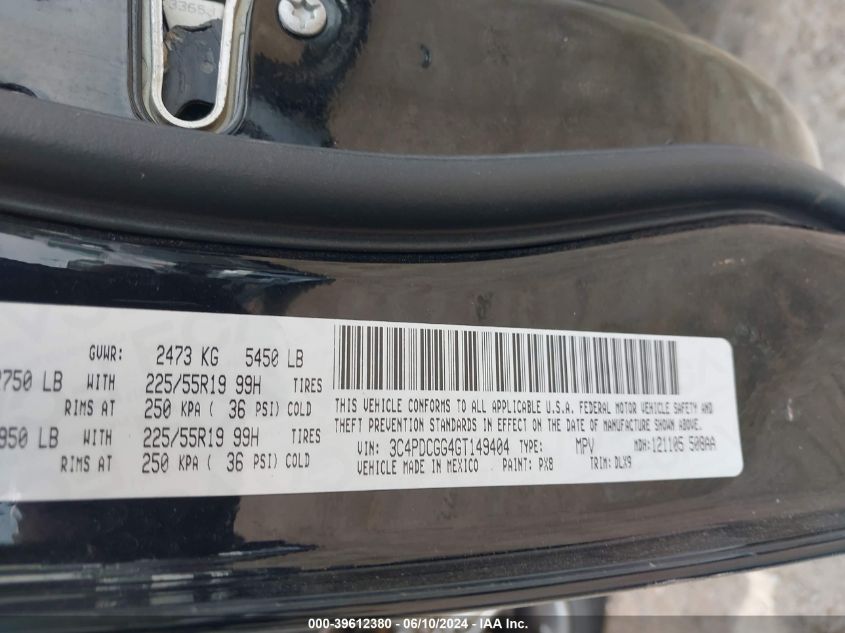 33654
GVWR: 2473 KG 5450 LB
2750 LB WITH 225/55R19 99H TIRES
RIMS AT 250 KPA ( 36 PSI) COLD
950 LB WITH 225/55R19 99H TIRES
RIMS AT 250 KPA ( 36 PSI) COLD
THIS VEHICLE CONFORMS TO ALL APPLICABLE U.S.A. FEDERAL MOTOR VEHICLE SAFETY AND
THEFT PREVENTION STANDARDS IN EFFECT ON THE DATE OF MANUFACTURE SHOWN ABOVE.
VIN: 3C4PDCGG4GT149404 TYPE: MPV MDH: 121105 508AA
VEHICLE MADE IN MEXICO PAINT: PX8 TRIM: DLX9
000-39612380 - 06/10/2024 - IAA Inc.